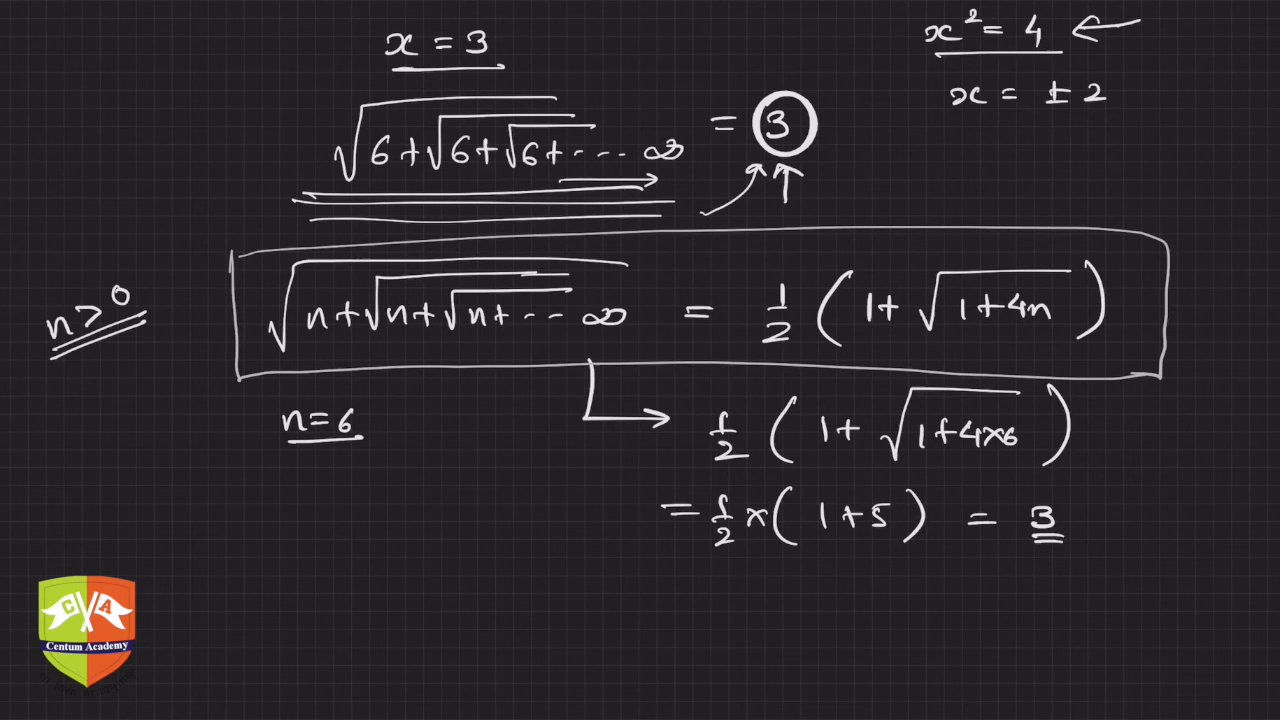 x = 3
x² = 4 ←
x = ± 2
√(6+√(6+√(6+... ∞ = 3
n > 0
√(n+√(n+√(n+... ∞ = 1/2 (1+√(1+4n))
n=6
1/2 (1+√(1+4×6))
= 1/2 × (1+5) = 3
C A
Centum Academy